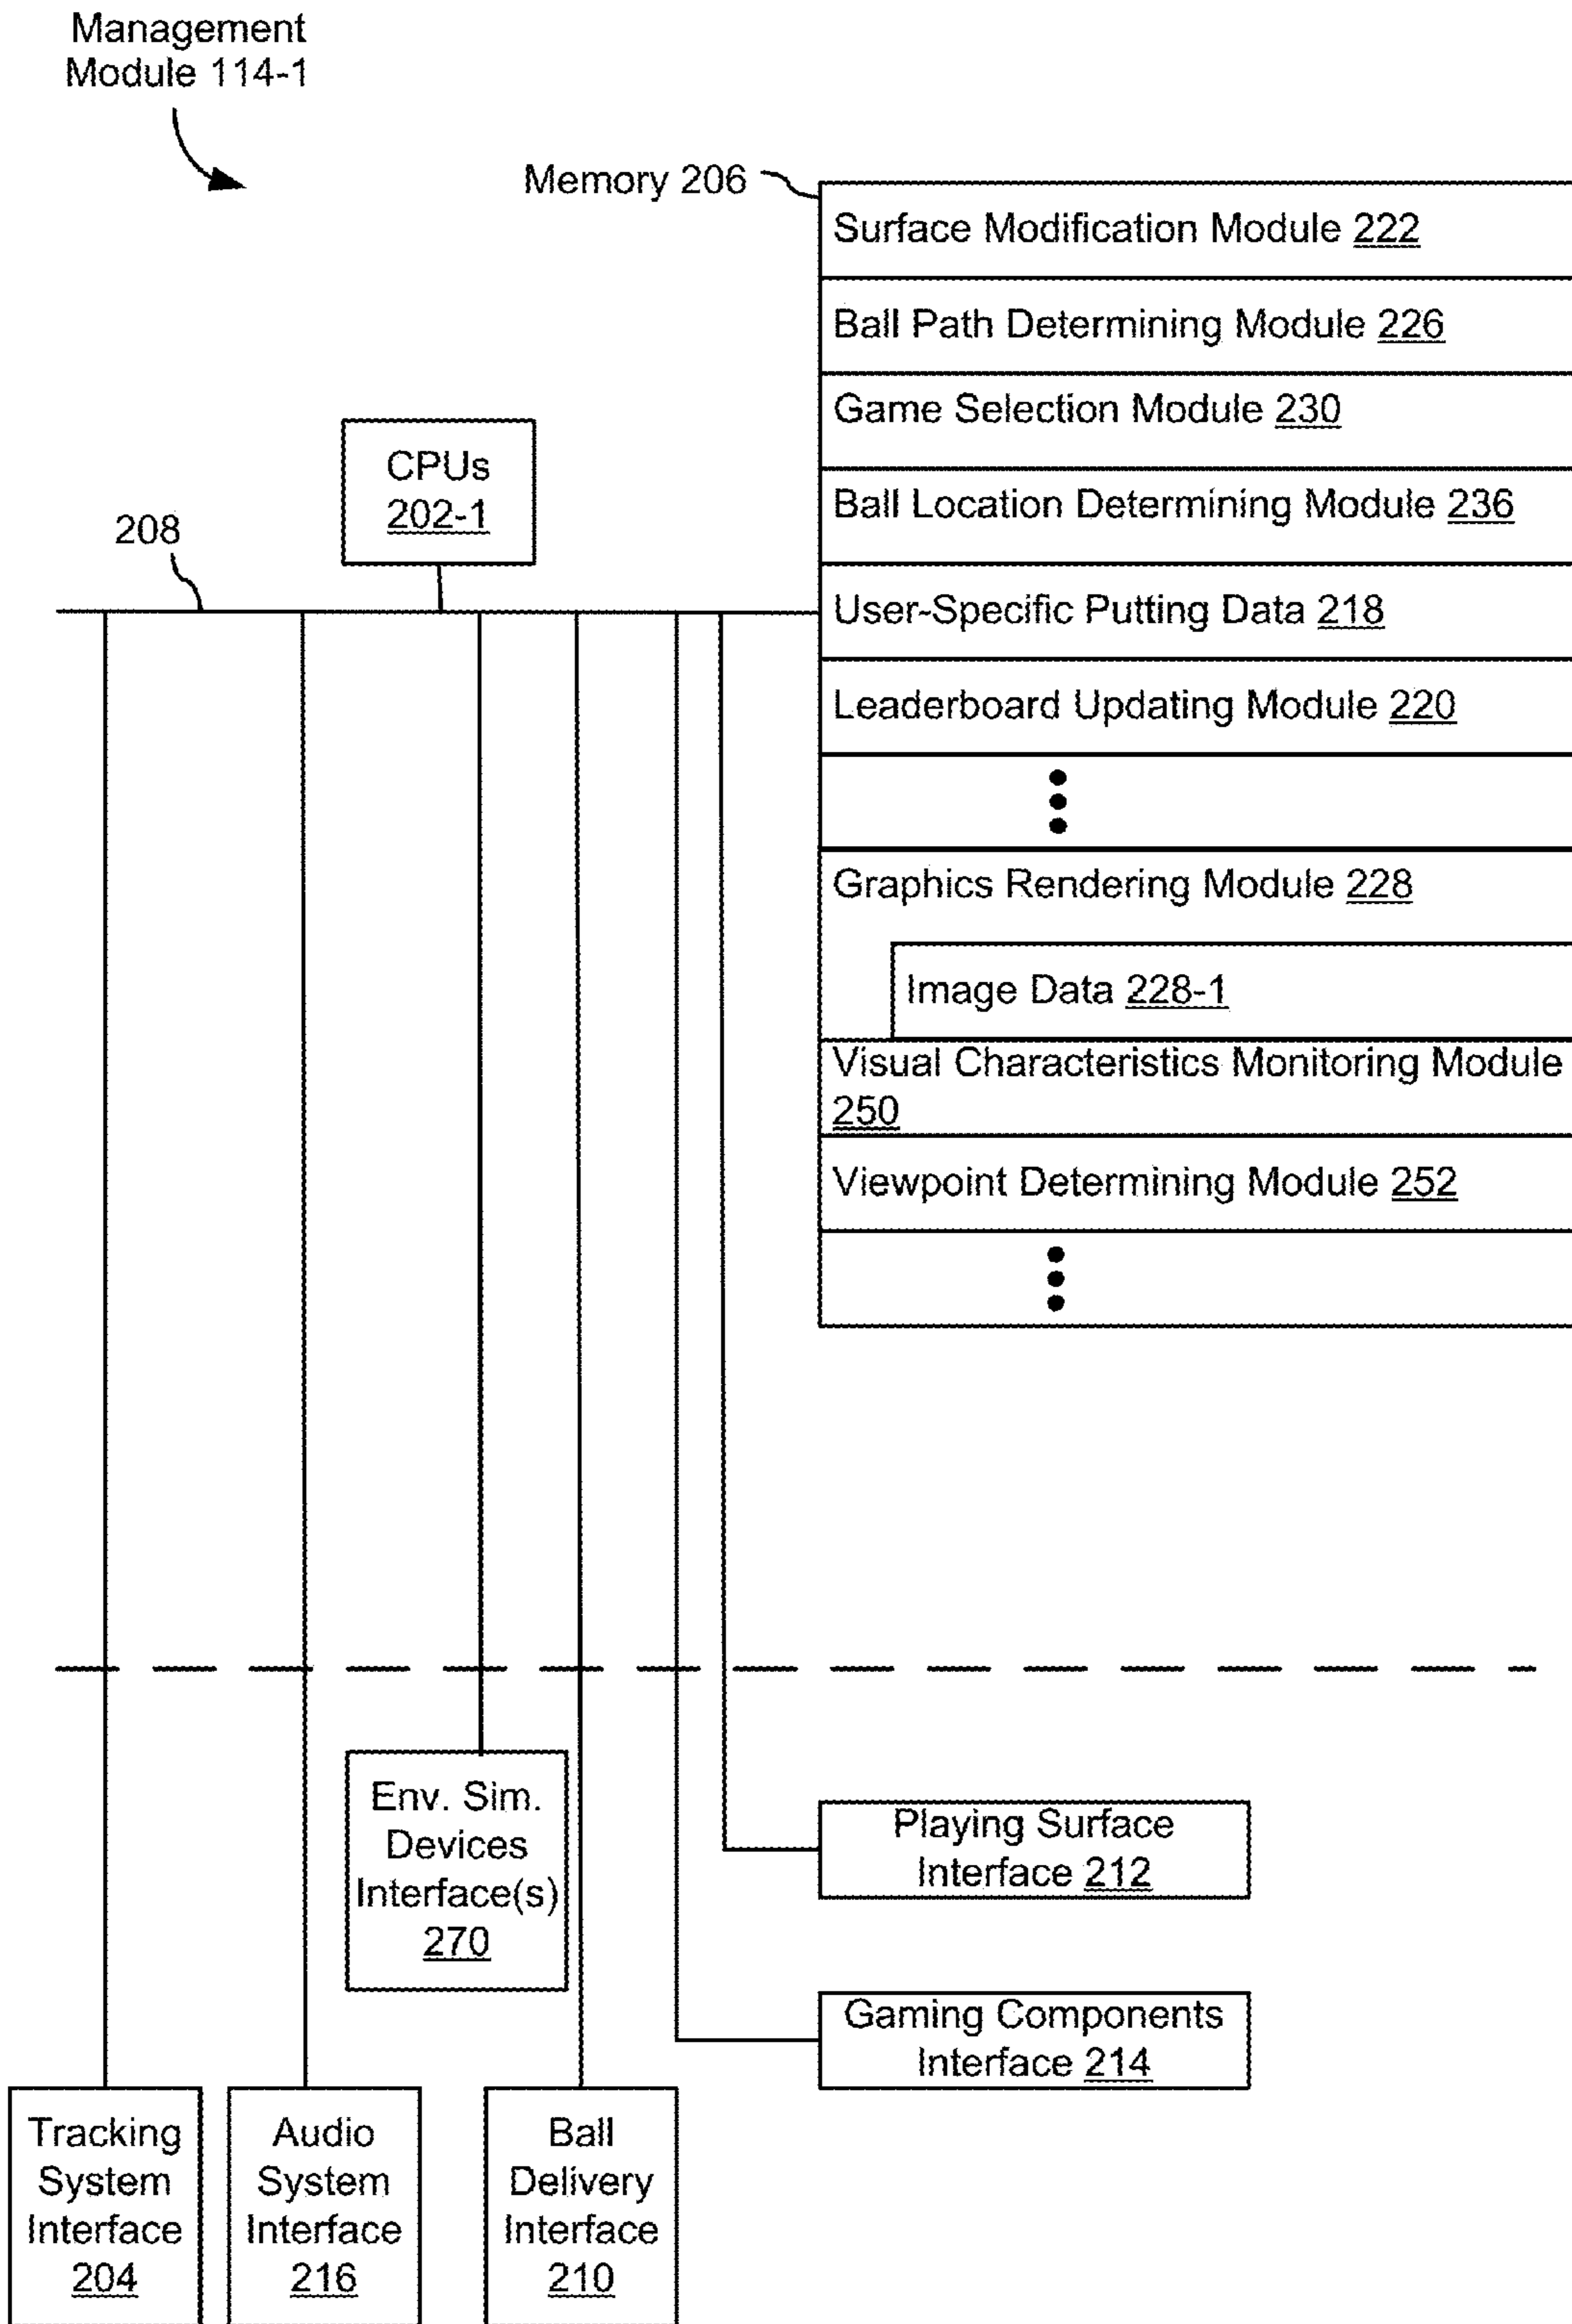 Management
Module 114-1
Memory 206
Surface Modification Module 222
Ball Path Determining Module 226
Game Selection Module 230
CPUs
202-1
Ball Location Determining Module 236
208
User-Specific Putting Data 218
Leaderboard Updating Module 220
Graphics Rendering Module 228
Image Data 228-1
Visual Characteristics Monitoring Module
250
Viewpoint Determining Module 252
Env. Sim.
Devices
Interface(s)
270
Playing Surface
Interface 212
Gaming Components
Interface 214
Tracking
System
Interface
204
Audio
System
Interface
216
Ball
Delivery
Interface
210